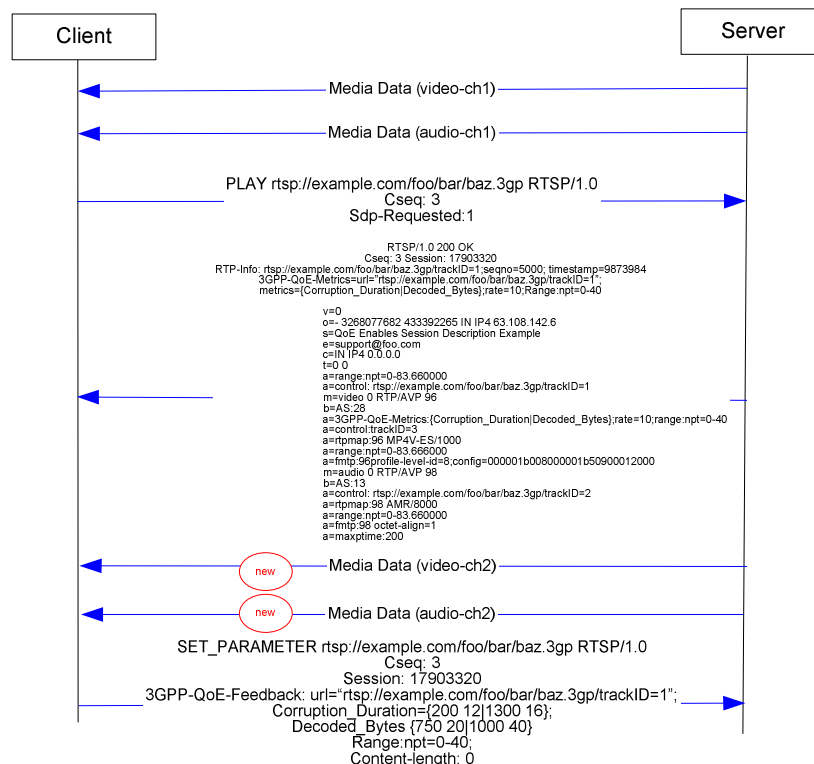 Client
Server
Media Data (video-ch1)
Media Data (audio-ch1)
PLAY rtsp://example.com/foo/bar/baz.3gp RTSP/1.0
Cseq: 3
Sdp-Requested:1
RTSP/1.0 200 OK
Cseq: 3 Session: 17903320
RTP-Info: rtsp://example.com/foo/bar/baz.3gp/trackID=1;seqno=5000; timestamp=9873984
3GPP-QoE-Metrics=url="rtsp://example.com/foo/bar/baz.3gp/trackID=1";
metrics={Corruption_Duration|Decoded_Bytes};rate=10;Range:npt=0-40
v=0
o=- 3268077682 433392265 IN IP4 63.108.142.6
s=QoE Enables Session Description Example
e=support@foo.com
c=IN IP4 0.0.0.0
t=0 0
a=range:npt=0-83.660000
a=control: rtsp://example.com/foo/bar/baz.3gp/trackID=1
m=video 0 RTP/AVP 96
b=AS:28
a=3GPP-QoE-Metrics:{Corruption_Duration|Decoded_Bytes};rate=10;range:npt=0-40
a=control:trackID=3
a=rtpmap:96 MP4V-ES/1000
a=range:npt=0-83.666000
a=fmtp:96profile-level-id=8;config=000001b008000001b50900012000
m=audio 0 RTP/AVP 98
b=AS:13
a=control: rtsp://example.com/foo/bar/baz.3gp/trackID=2
a=rtpmap:98 AMR/8000
a=range:npt=0-83.660000
a=fmtp:98 octet-align=1
a=maxptime:200
new
Media Data (video-ch2)
new
Media Data (audio-ch2)
SET_PARAMETER rtsp://example.com/foo/bar/baz.3gp RTSP/1.0
Cseq: 3
Session: 17903320
3GPP-QoE-Feedback: url=“rtsp://example.com/foo/bar/baz.3gp/trackID=1”;
Corruption_Duration={200 12|1300 16};
Decoded_Bytes {750 20|1000 40}
Range:npt=0-40;
Content-length: 0